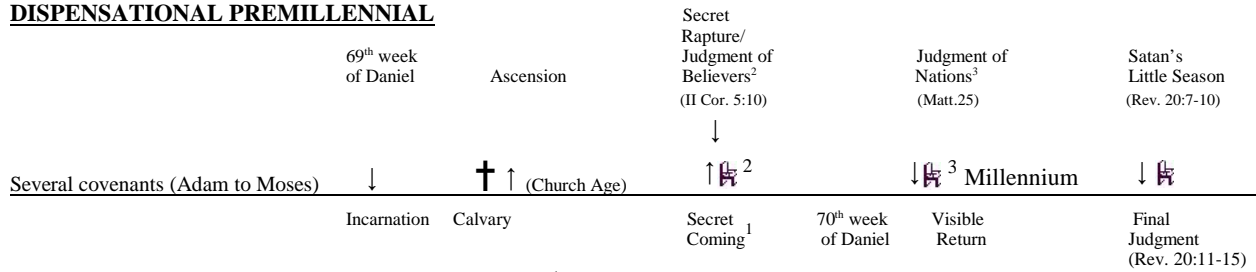 DISPENSATIONAL PREMILLENNIAL
Secret
Rapture/
69th week Judgment of Judgment of Satan’s
of Daniel Ascension Believers2 Nations3 Little Season
(II Cor. 5:10) (Matt.25) (Rev. 20:7-10)
↓
Several covenants (Adam to Moses) ↓ ✝ ↑ (Church Age) ↑ 2 ↓ 3 Millennium ↓
Incarnation Calvary Secret 70th week Visible Final
Coming1 of Daniel Return Judgment
(Rev. 20:11-15)